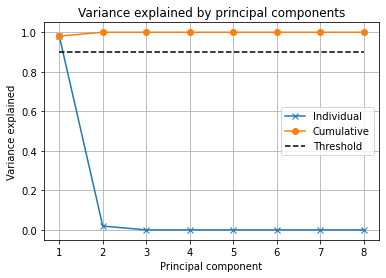 Variance explained by principal components
1.0
0.8
0.6
0.4
0.2
0.0
Variance explained
Individual
Cumulative
Threshold
1 2 3 4 5 6 7 8
Principal component